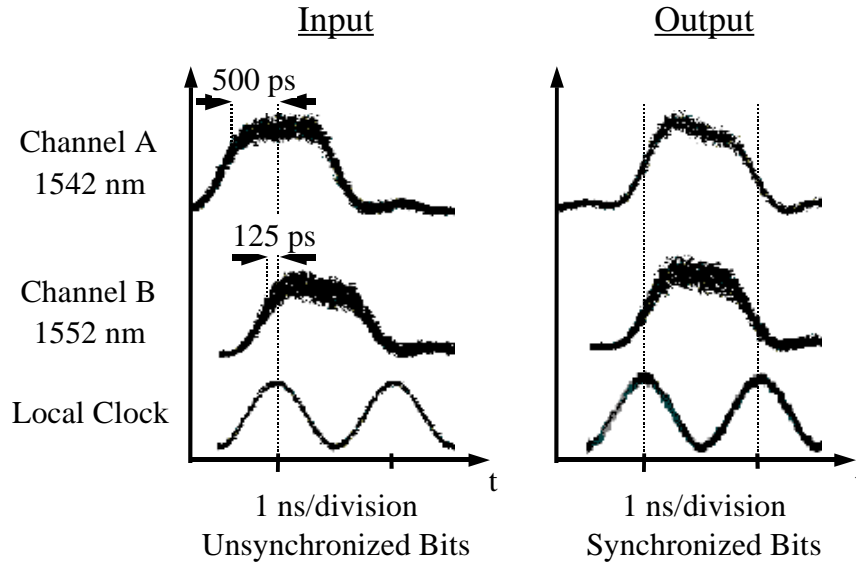 Input
Output
500 ps
Channel A
1542 nm
125 ps
Channel B
1552 nm
Local Clock
t
t
1 ns/division
1 ns/division
Unsynchronized Bits
Synchronized Bits